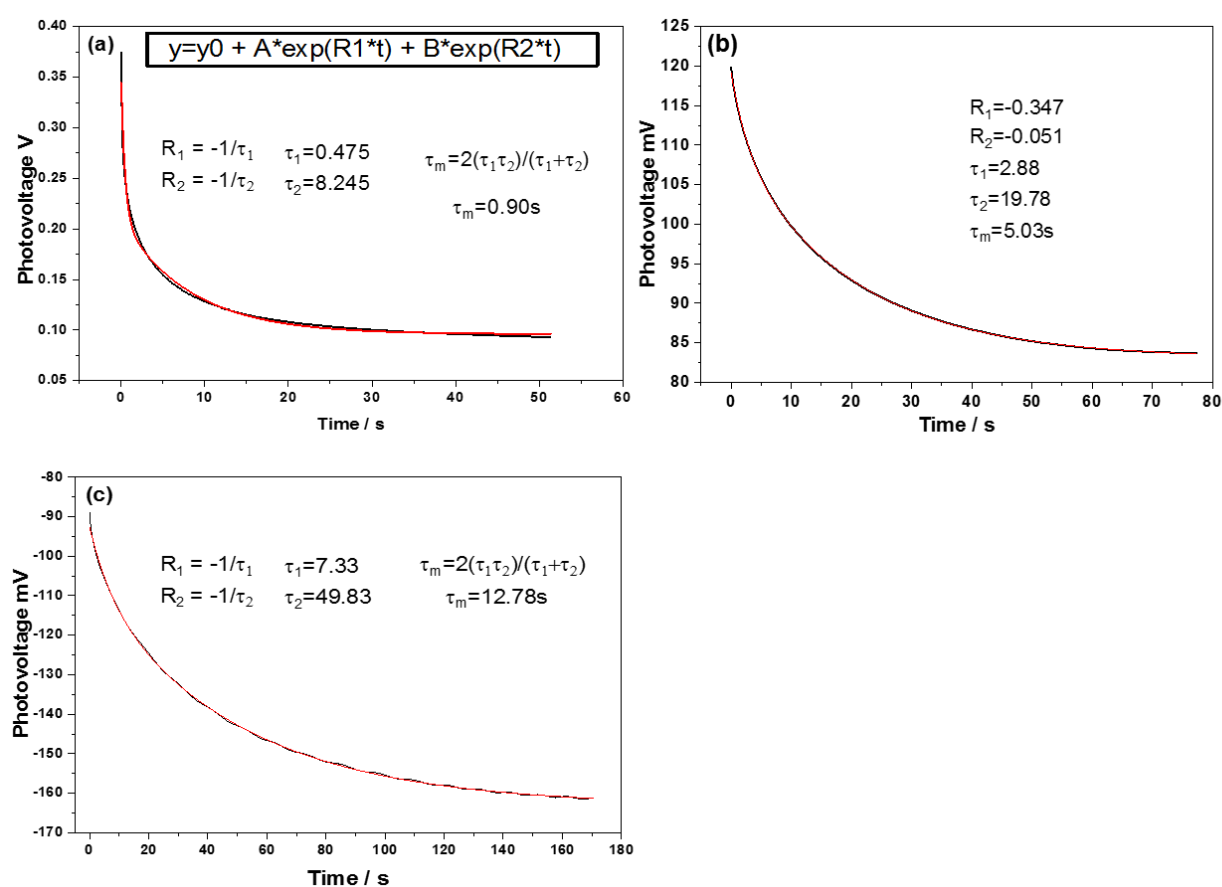 (a)
y=y0 + A*exp(R1*t) + B*exp(R2*t)
R₁ = -1/τ₁ τ₁=0.475 τₘ=2(τ₁τ₂)/(τ₁+τ₂)
R₂ = -1/τ₂ τ₂=8.245
τₘ=0.90s
Photovoltage V
0.40
0.35
0.30
0.25
0.20
0.15
0.10
0.05
0 10 20 30 40 50 60
Time / s
(b)
R₁=-0.347
R₂=-0.051
τ₁=2.88
τ₂=19.78
τₘ=5.03s
Photovoltage mV
125
120
115
110
105
100
95
90
85
80
0 10 20 30 40 50 60 70 80
Time / s
(c)
R₁ = -1/τ₁ τ₁=7.33 τₘ=2(τ₁τ₂)/(τ₁+τ₂)
R₂ = -1/τ₂ τ₂=49.83 τₘ=12.78s
Photovoltage mV
-80
-90
-100
-110
-120
-130
-140
-150
-160
-170
0 20 40 60 80 100 120 140 160 180
Time / s